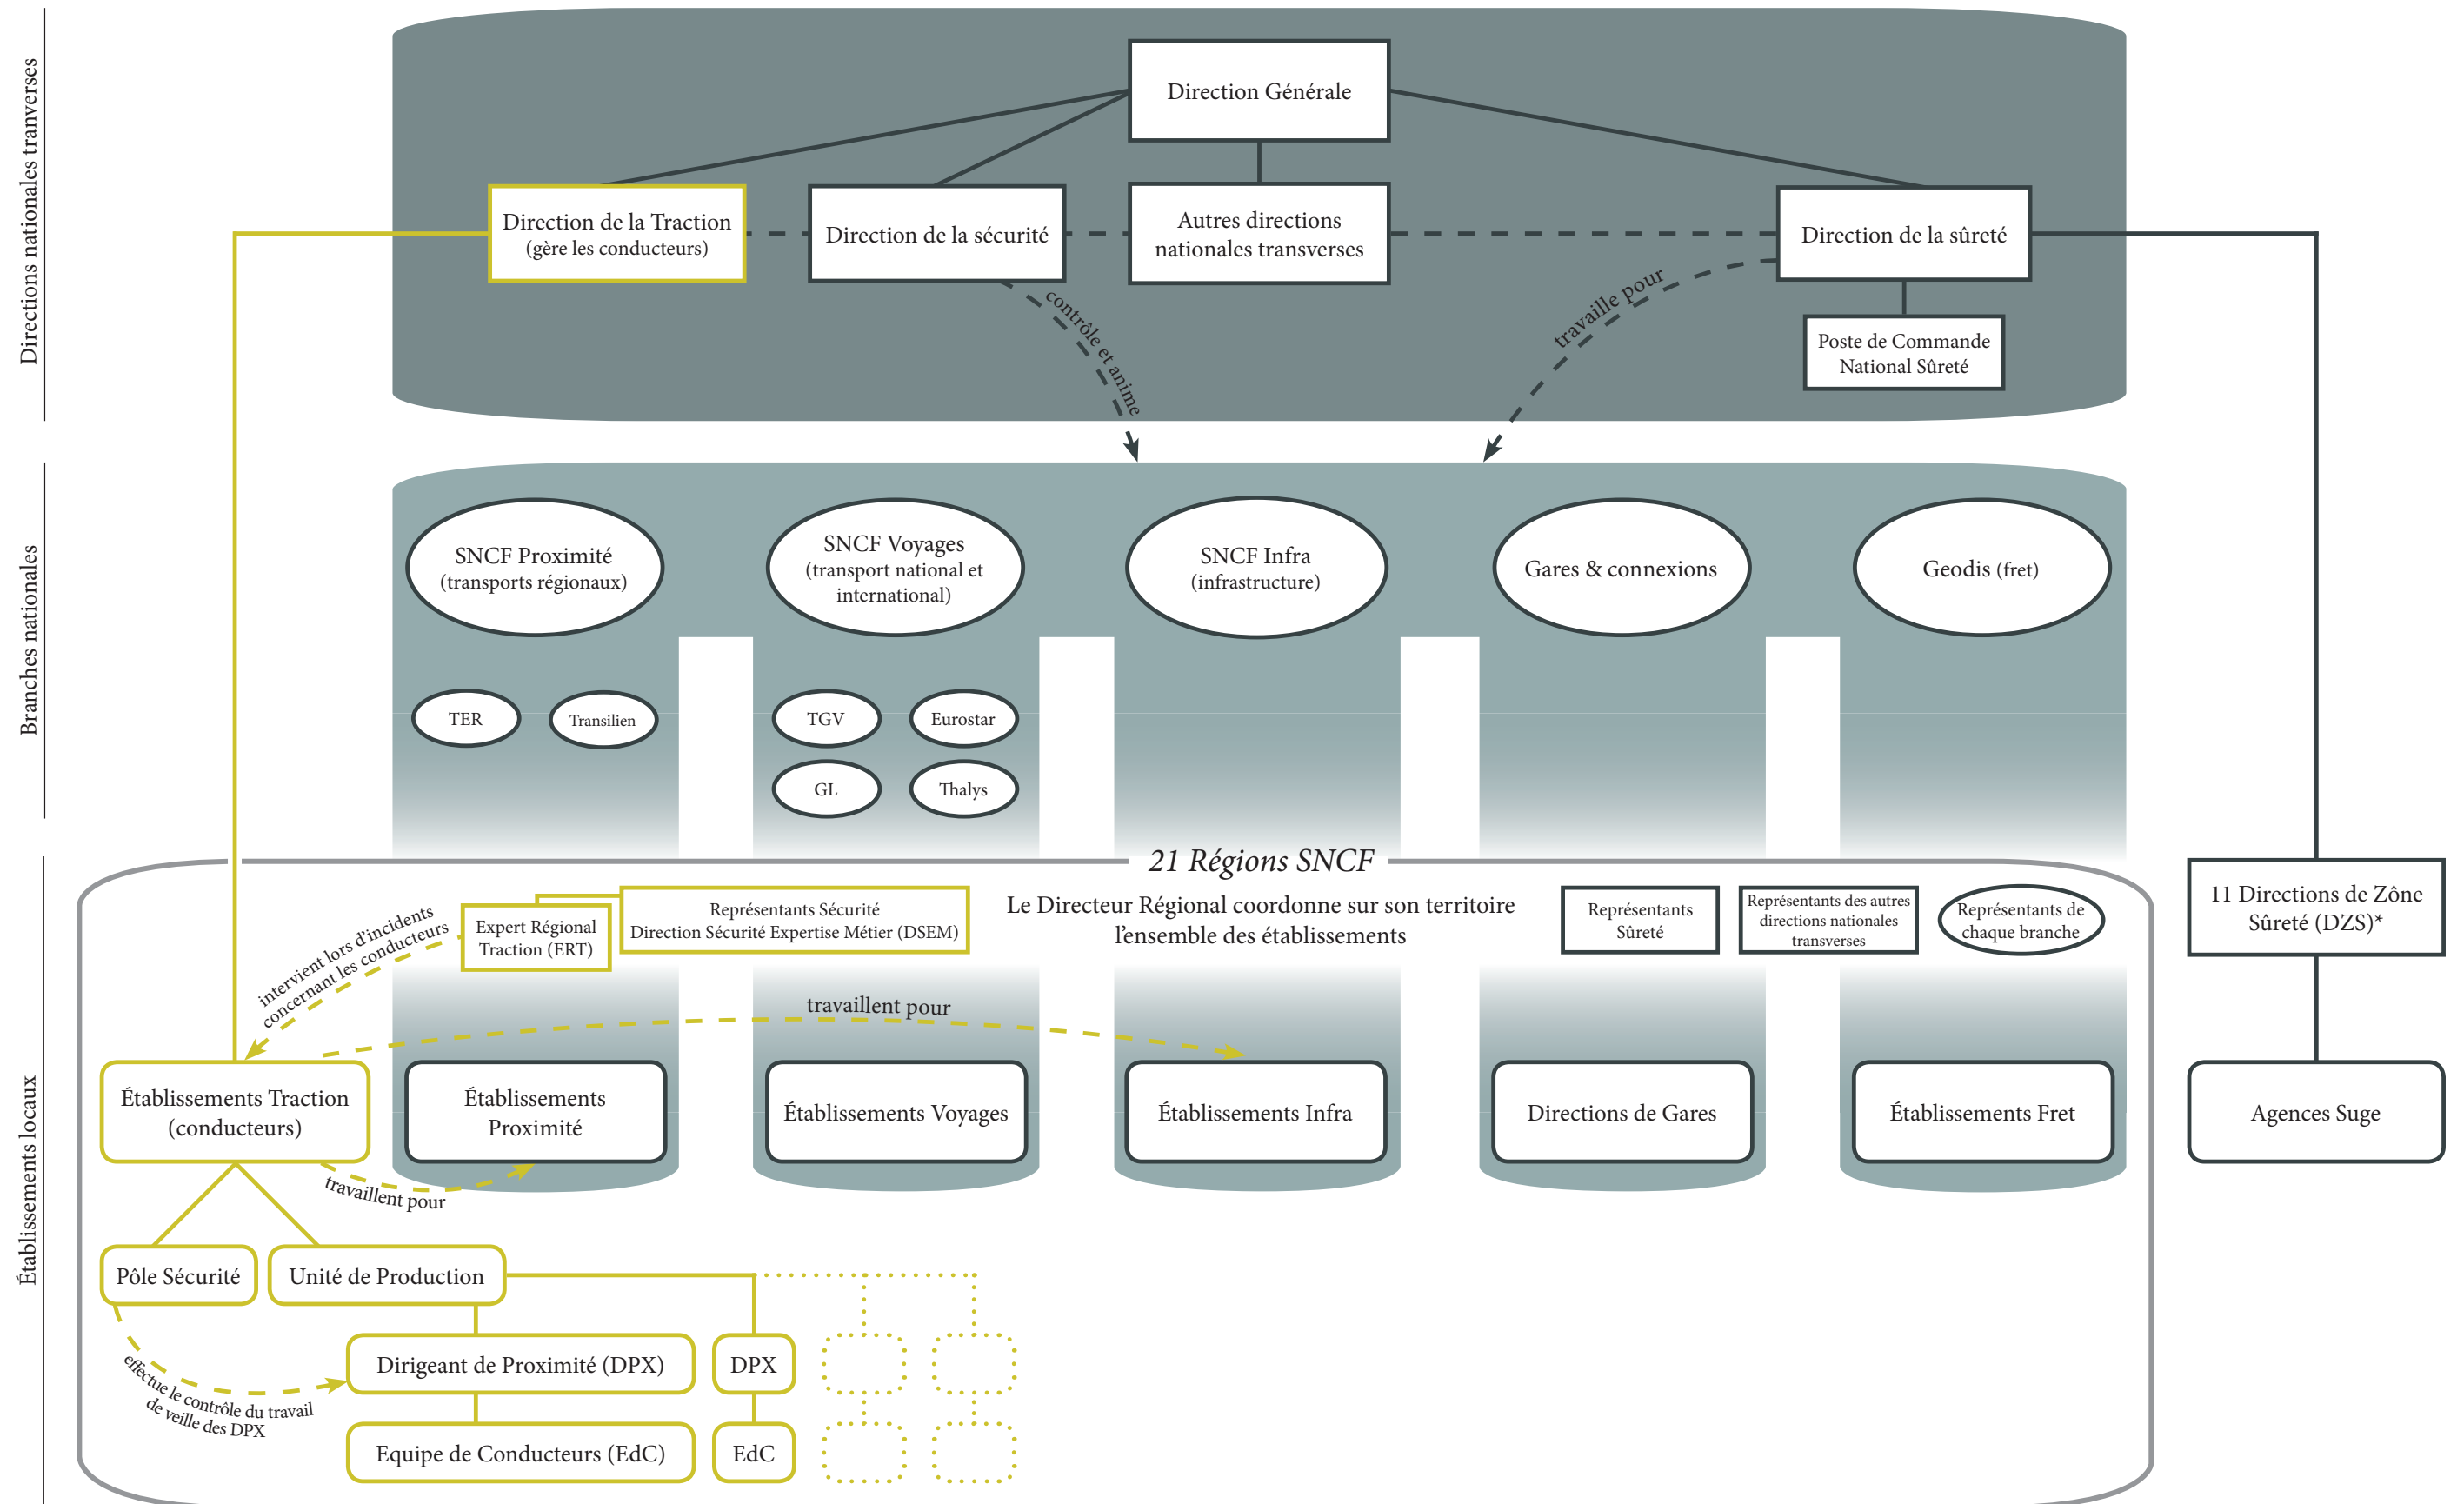 Directions nationales tranverses
Direction Générale
Direction de la Traction
(gère les conducteurs)
Direction de la sécurité
Autres directions
nationales transverses
Direction de la sûreté
contrôle et anime
travaille pour
Poste de Commande
National Sûreté
Branches nationales
SNCF Proximité
(transports régionaux)
SNCF Voyages
(transport national et
international)
SNCF Infra
(infrastructure)
Gares & connexions
Geodis (fret)
TER
Transilien
TGV
Eurostar
GL
Thalys
Établissements locaux
21 Régions SNCF
Le Directeur Régional coordonne sur son territoire
l'ensemble des établissements
intervient lors d'incidents
concernant les conducteurs
Expert Régional
Traction (ERT)
Représentants Sécurité
Direction Sécurité Expertise Métier (DSEM)
Représentants
Sûreté
Représentants des autres
directions nationales
transverses
Représentants de
chaque branche
11 Directions de Zône
Sûreté (DZS)*
travaillent pour
Établissements Traction
(conducteurs)
Établissements
Proximité
Établissements Voyages
Établissements Infra
Directions de Gares
Établissements Fret
Agences Suge
travaillent pour
Pôle Sécurité
Unité de Production
effectue le contrôle du travail
de veille des DPX
Dirigeant de Proximité (DPX)
DPX
Equipe de Conducteurs (EdC)
EdC